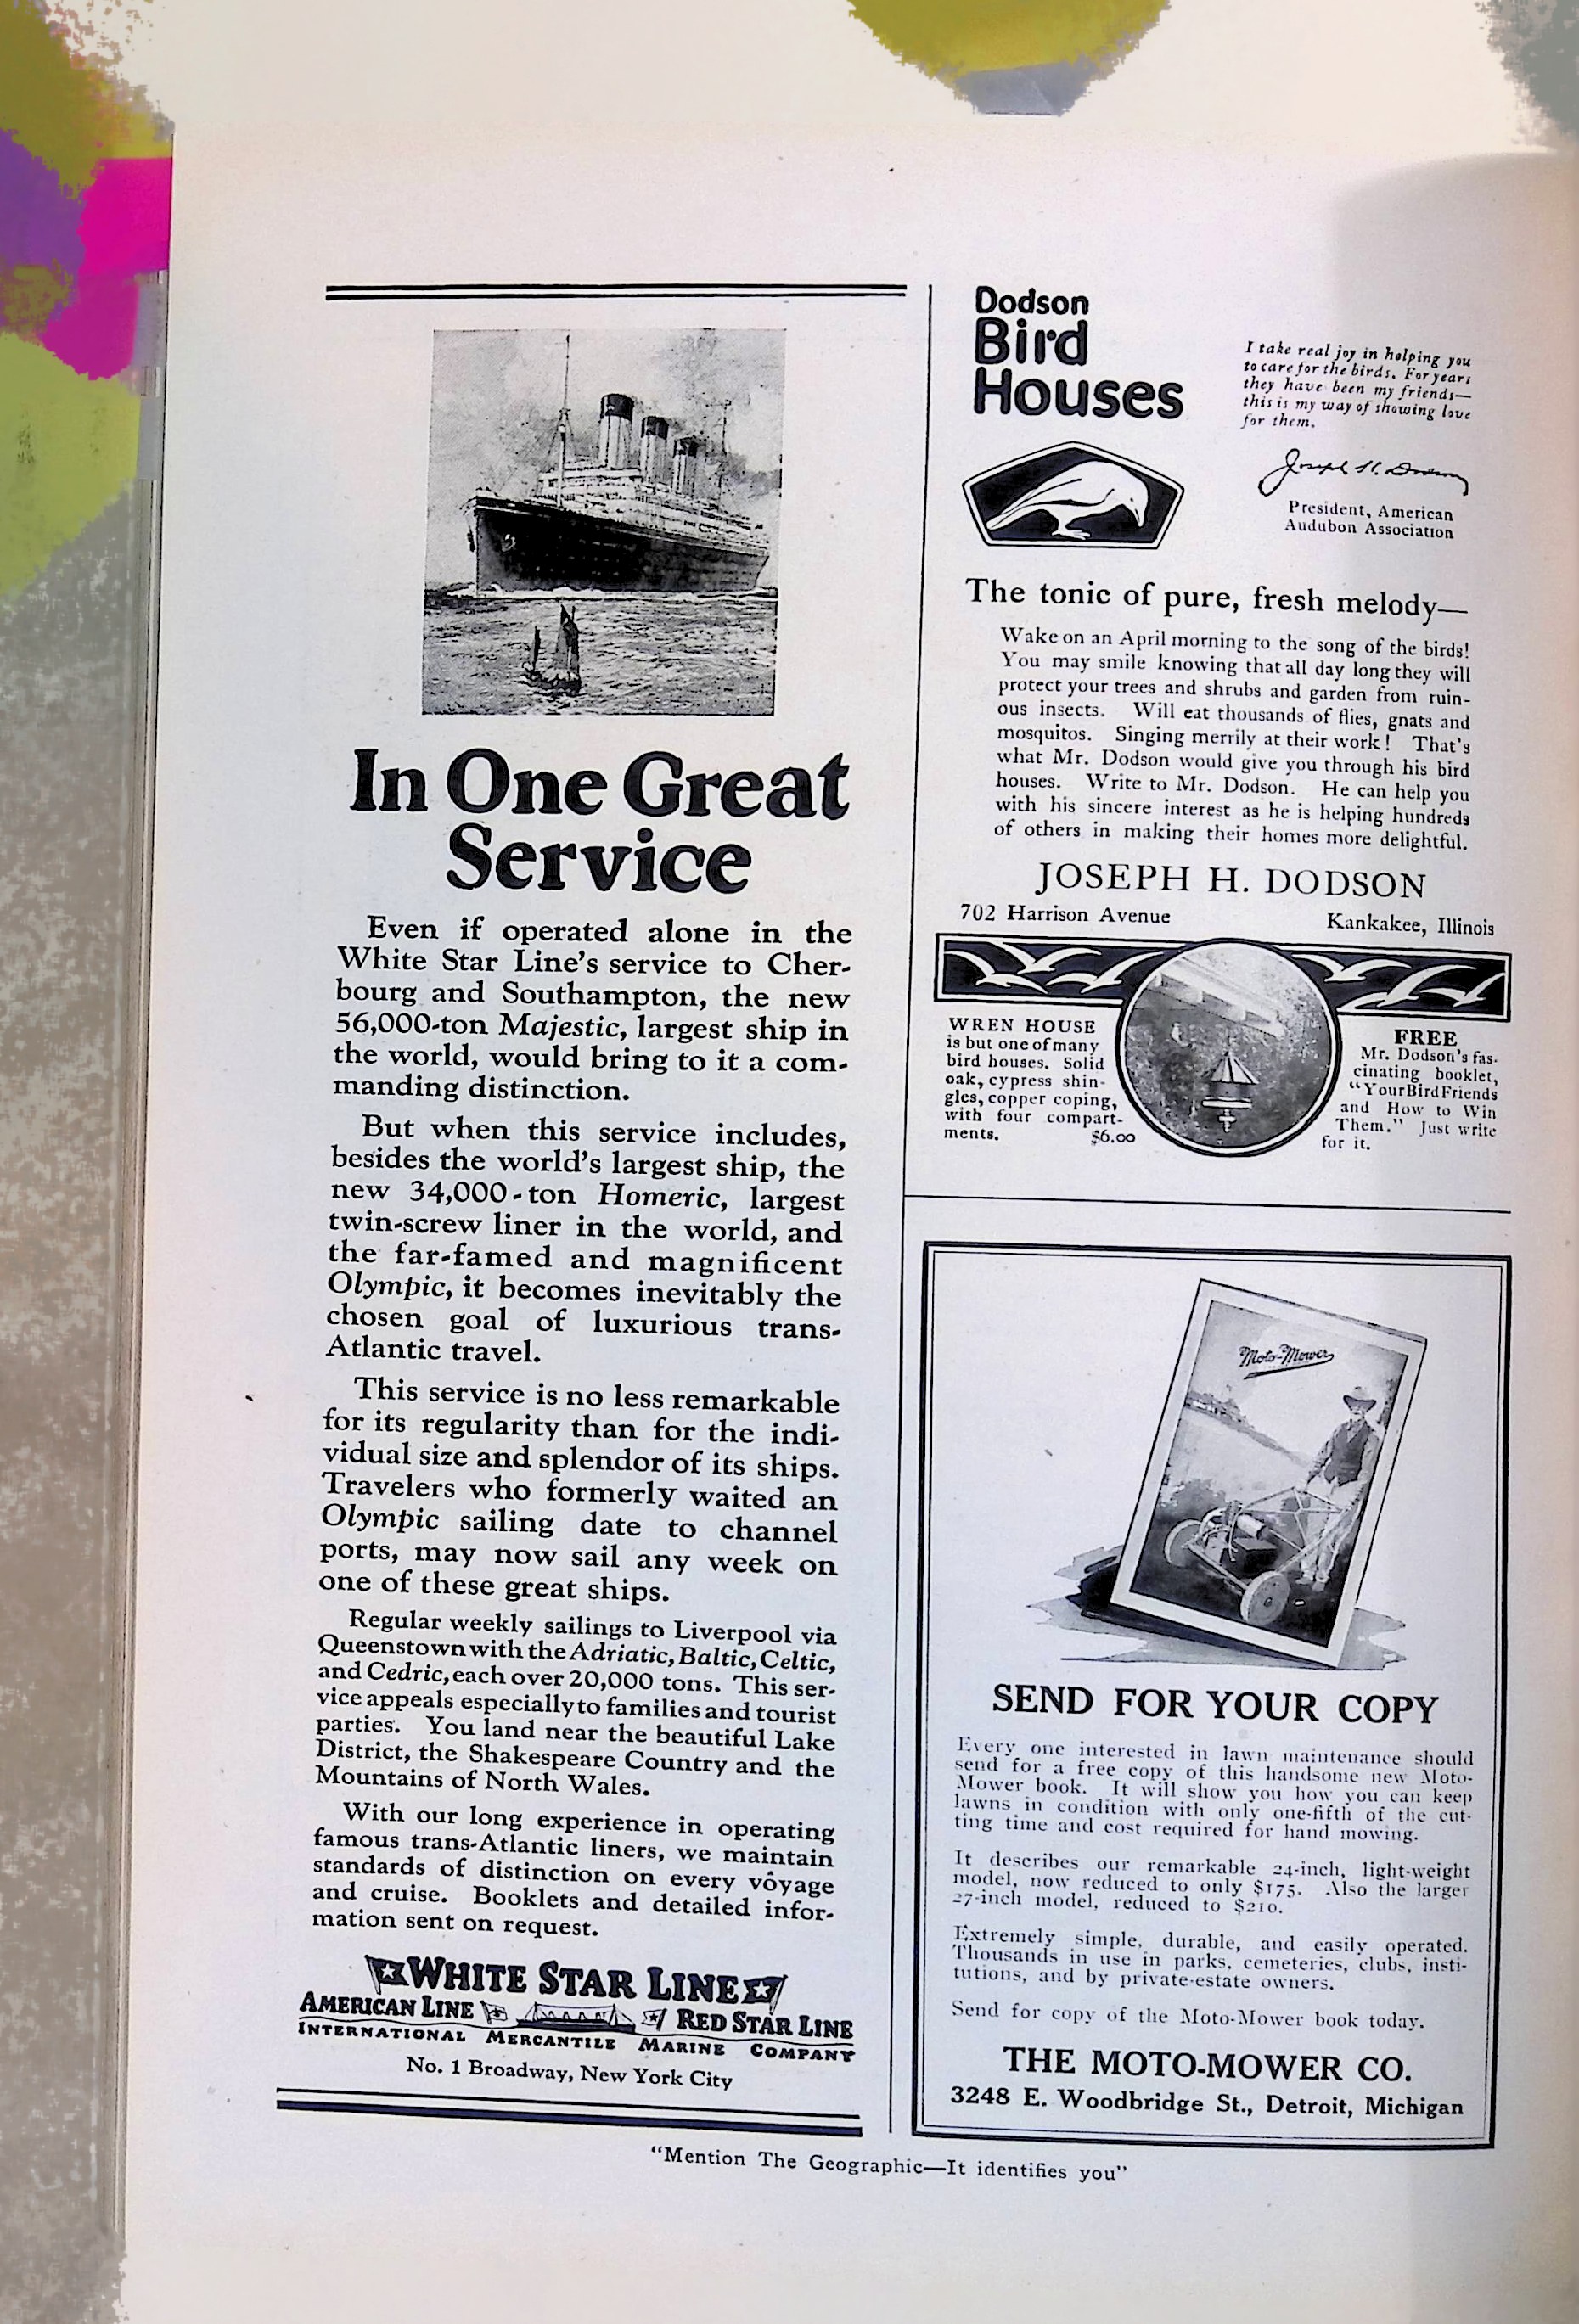 In One Great
Service
Even if operated alone in the
White Star Line's service to Cher-
bourg and Southampton, the new
56,000-ton Majestic, largest ship in
the world, would bring to it a com-
manding distinction.
But when this service includes,
besides the world's largest ship, the
new 34,000-ton Homeric, largest
twin-screw liner in the world, and
the far-famed and magnificent
Olympic, it becomes inevitably the
chosen goal of luxurious trans-
Atlantic travel.
This service is no less remarkable
for its regularity than for the indi-
vidual size and splendor of its ships.
Travelers who formerly waited an
Olympic sailing date to channel
ports, may now sail any week on
one of these great ships.
Regular weekly sailings to Liverpool via
Queenstown with the Adriatic, Baltic, Celtic,
and Cedric, each over 20,000 tons. This ser-
vice appeals especially to families and tourist
parties. You land near the beautiful Lake
District, the Shakespeare Country and the
Mountains of North Wales.
With our long experience in operating
famous trans-Atlantic liners, we maintain
standards of distinction on every vôyage
and cruise. Booklets and detailed infor-
mation sent on request.
WHITE STAR LINE
AMERICAN LINE RED STAR LINE
INTERNATIONAL MERCANTILE MARINE COMPANY
No. 1 Broadway, New York City
Dodson
Bird
Houses
I take real joy in helping you
to care for the birds. For years
they have been my friends—
this is my way of showing love
for them.
Joseph H. Dodson
President, American
Audubon Association
The tonic of pure, fresh melody—
Wake on an April morning to the song of the birds!
You may smile knowing that all day long they will
protect your trees and shrubs and garden from ruin-
ous insects. Will eat thousands of flies, gnats and
mosquitos. Singing merrily at their work! That's
what Mr. Dodson would give you through his bird
houses. Write to Mr. Dodson. He can help you
with his sincere interest as he is helping hundreds
of others in making their homes more delightful.
JOSEPH H. DODSON
702 Harrison Avenue Kankakee, Illinois
WREN HOUSE
is but one of many
bird houses. Solid
oak, cypress shin-
gles, copper coping,
with four compart-
ments. $6.00
FREE
Mr. Dodson's fas-
cinating booklet,
"Your Bird Friends
and How to Win
Them." Just write
for it.
Moto-Mower
SEND FOR YOUR COPY
Every one interested in lawn maintenance should
send for a free copy of this handsome new Moto-
Mower book. It will show you how you can keep
lawns in condition with only one-fifth of the cut-
ting time and cost required for hand mowing.
It describes our remarkable 24-inch, light-weight
model, now reduced to only $175. Also the larger
27-inch model, reduced to $210.
Extremely simple, durable, and easily operated.
Thousands in use in parks, cemeteries, clubs, insti-
tutions, and by private-estate owners.
Send for copy of the Moto-Mower book today.
THE MOTO-MOWER CO.
3248 E. Woodbridge St., Detroit, Michigan
"Mention The Geographic—It identifies you"